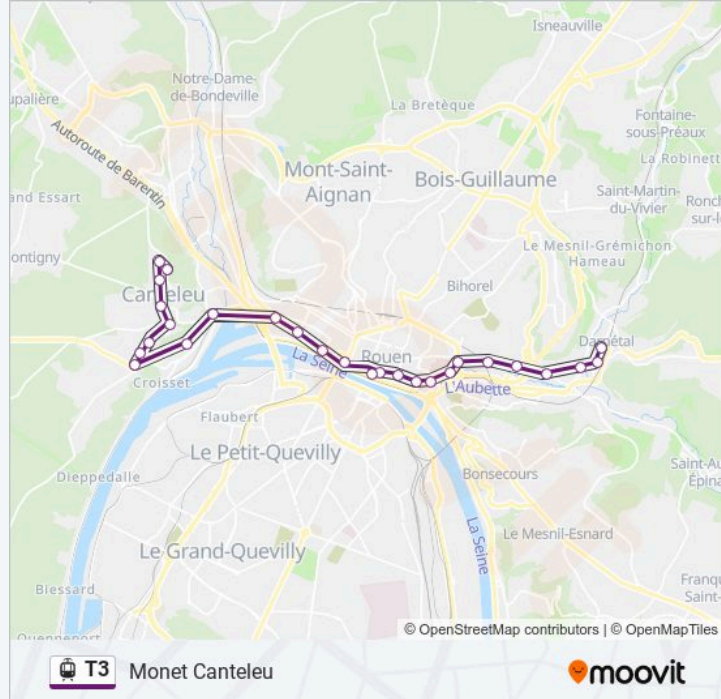 Isneauville
Notre-Dame-
de-Bondeville
upalière
La Bretèque
Fontaine-
sous-Préaux
Autoroute de Barentin
La Robinett
Mont-Saint-
Aignan
Bois-Guillaume
and Essart
Saint-Martin-
du-Vivier
Ronch
sur-le
ontigny
Le Mesnil-Grémichon
Hameau
Bihorel
Canteleu
Darnétal
La Seine
Rouen
Croisset
L'Aubette
Flaubert
Le Petit-Quevilly
Bonsecours
Saint-Au
Épina
Dieppedalle
La Seine
Le Mesnil-Esnard
Le Grand-Quevilly
Biessard
Franqu
Saint-
© OpenStreetMap contributors | © OpenMapTiles
T3 Monet Canteleu
moovit